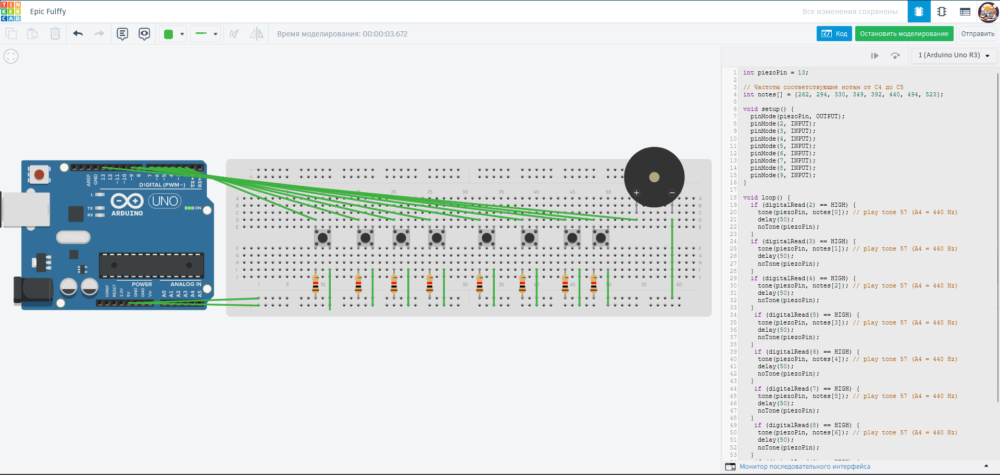 TIN
KER
CAD
Epic Fulffy
Все изменения сохранены
Время моделирования: 00:00:03.672
Код
Остановить моделирование
Отправить
1 (Arduino Uno R3)
AREF
GND
13
12
~11
~10
~9
8
7
~6
~5
4
TX
RX
DIGITAL (PWM~)
L
TX
RX
ARDUINO
UNO
ON
IOREF
RESET
3.3V
5V
GND
GND
Vin
POWER
ANALOG IN
A0
A1
A2
A3
A4
A5
A
B
C
D
E
F
G
H
I
J
15 20 25 30 35 40 45 50
A
B
C
D
E
F
G
H
I
J
1 5 10 30 35 55 60
int piezoPin = 13;
// Частоты соответствующие нотам от C4 до C5
int notes[] = {262, 294, 330, 349, 392, 440, 494, 523};
void setup() {
pinMode(piezoPin, OUTPUT);
pinMode(2, INPUT);
pinMode(3, INPUT);
pinMode(4, INPUT);
pinMode(5, INPUT);
pinMode(6, INPUT);
pinMode(7, INPUT);
pinMode(8, INPUT);
pinMode(9, INPUT);
}
void loop() {
if (digitalRead(2) == HIGH) {
tone(piezoPin, notes[0]); // play tone 57 (A4 = 440 Hz)
delay(50);
noTone(piezoPin);
}
if (digitalRead(3) == HIGH) {
tone(piezoPin, notes[1]); // play tone 57 (A4 = 440 Hz)
delay(50);
noTone(piezoPin);
}
if (digitalRead(4) == HIGH) {
tone(piezoPin, notes[2]); // play tone 57 (A4 = 440 Hz)
delay(50);
noTone(piezoPin);
}
if (digitalRead(5) == HIGH) {
tone(piezoPin, notes[3]); // play tone 57 (A4 = 440 Hz)
delay(50);
noTone(piezoPin);
}
if (digitalRead(6) == HIGH) {
tone(piezoPin, notes[4]); // play tone 57 (A4 = 440 Hz)
delay(50);
noTone(piezoPin);
}
if (digitalRead(7) == HIGH) {
tone(piezoPin, notes[5]); // play tone 57 (A4 = 440 Hz)
delay(50);
noTone(piezoPin);
}
if (digitalRead(8) == HIGH) {
tone(piezoPin, notes[6]); // play tone 57 (A4 = 440 Hz)
delay(50);
noTone(piezoPin);
}
Монитор последовательного интерфейса